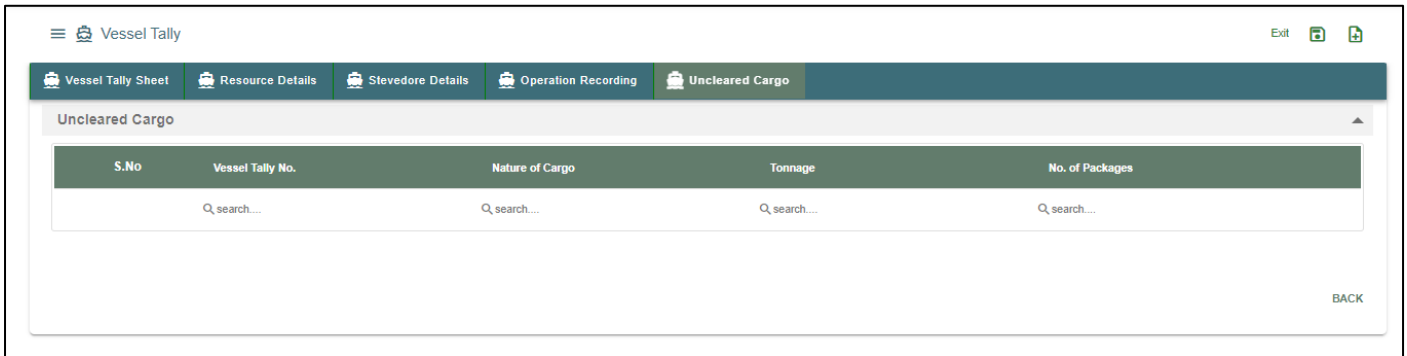 Vessel Tally Exit
Vessel Tally Sheet Resource Details Stevedore Details Operation Recording Uncleared Cargo
Uncleared Cargo
S.No Vessel Tally No. Nature of Cargo Tonnage No. of Packages
search.... search.... search.... search....
BACK